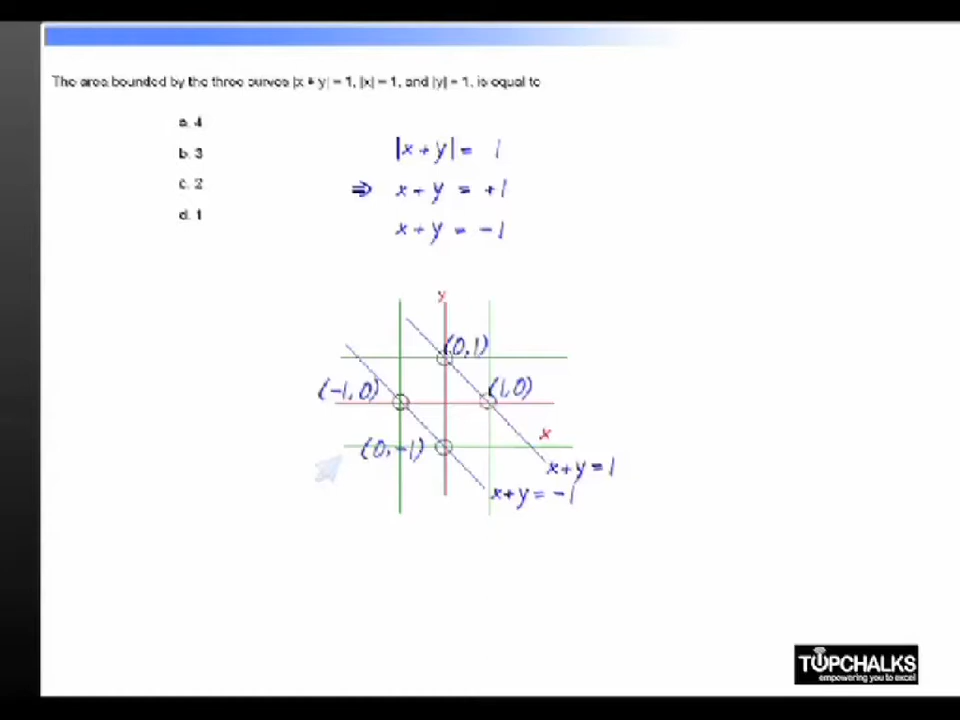 The area bounded by the three curves |x + y| = 1, |x| = 1, and |y| = 1, is equal to
a. 4
b. 3
c. 2
d. 1
|x + y| = 1
⇒ x + y = +1
x + y = -1
y
(0,1)
(-1,0)
(1,0)
x
(0,-1)
x+y=1
x+y=-1
TOPCHALKS
empowering you to excel